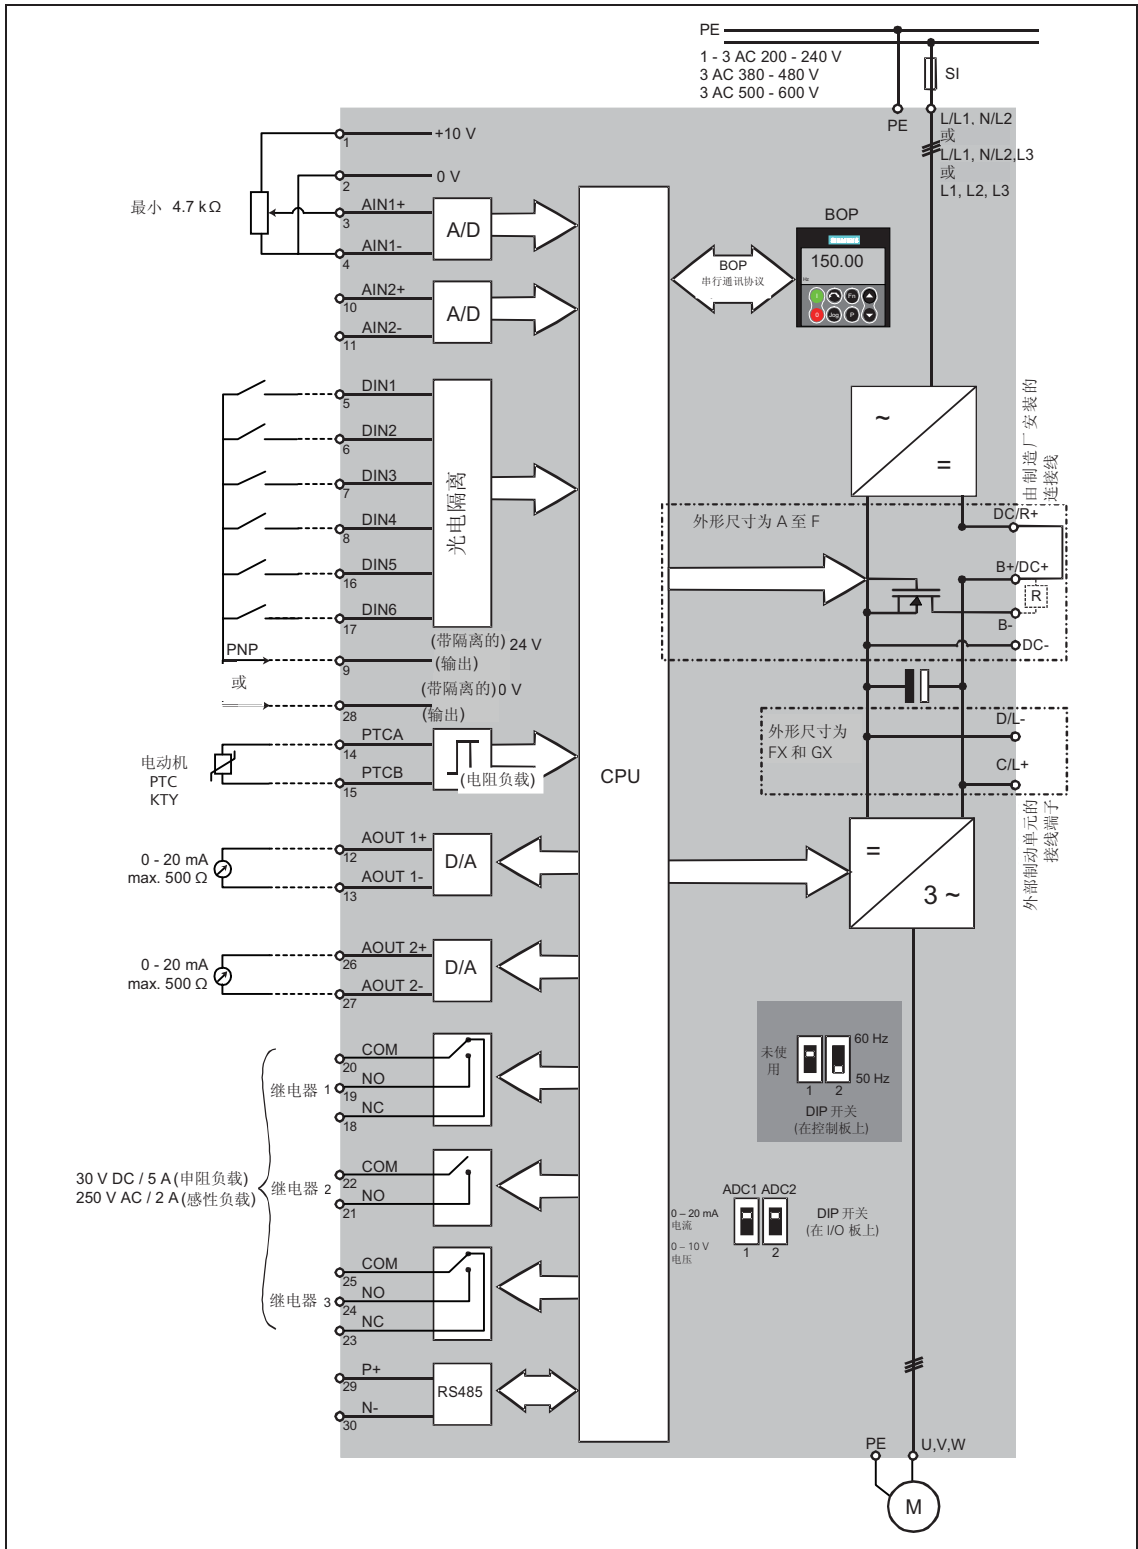 PE
1 - 3 AC 200 - 240 V
3 AC 380 - 480 V
3 AC 500 - 600 V
SI
PE
L/L1, N/L2
或
L/L1, N/L2,L3
或
L1, L2, L3
1
+10 V
2
0 V
最小 4.7 kΩ
3
AIN1+
4
AIN1-
A/D
10
AIN2+
11
AIN2-
A/D
BOP
串行通讯协议
BOP
SIEMENS
150.00
Hz
I
Fn
0
Jog
P
DIN1
5
DIN2
6
DIN3
7
DIN4
8
DIN5
16
DIN6
17
光电隔离
PNP
或
9
(带隔离的) 24 V
(输出)
28
(带隔离的) 0 V
(输出)
电动机
PTC
KTY
PTCA
14
PTCB
15
(电阻负载)
CPU
~
=
由制造厂安装的
连接线
外形尺寸为 A 至 F
DC/R+
B+/DC+
R
B-
DC-
外形尺寸为
FX 和 GX
D/L-
C/L+
外部制动单元的
接线端子
=
3 ~
0 - 20 mA
max. 500 Ω
AOUT 1+
12
AOUT 1-
13
D/A
0 - 20 mA
max. 500 Ω
AOUT 2+
26
AOUT 2-
27
D/A
30 V DC / 5 A (申阻负载)
250 V AC / 2 A (感性负载)
继电器 1
COM
20
NO
19
NC
18
继电器 2
COM
22
NO
21
继电器 3
COM
25
NO
24
NC
23
P+
29
N-
30
RS485
未使
用
60 Hz
50 Hz
1 2
DIP 开关
(在控制板上)
ADC1 ADC2
0 – 20 mA
电流
0 – 10 V
电压
1 2
DIP 开关
(在 I/O 板上)
PE
U,V,W
M